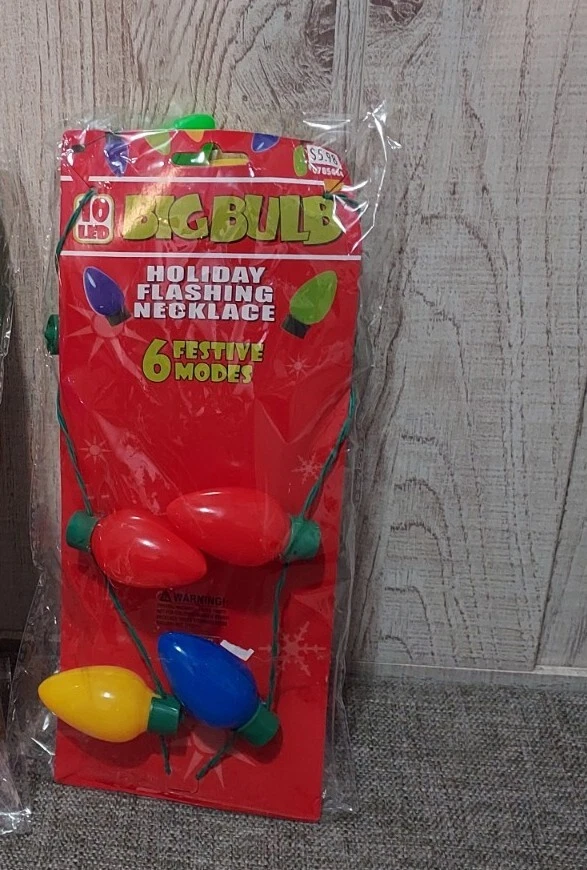 $5.98
10
LED
BIG BULB
HOLIDAY
FLASHING
NECKLACE
6 FESTIVE
MODES
WARNING!